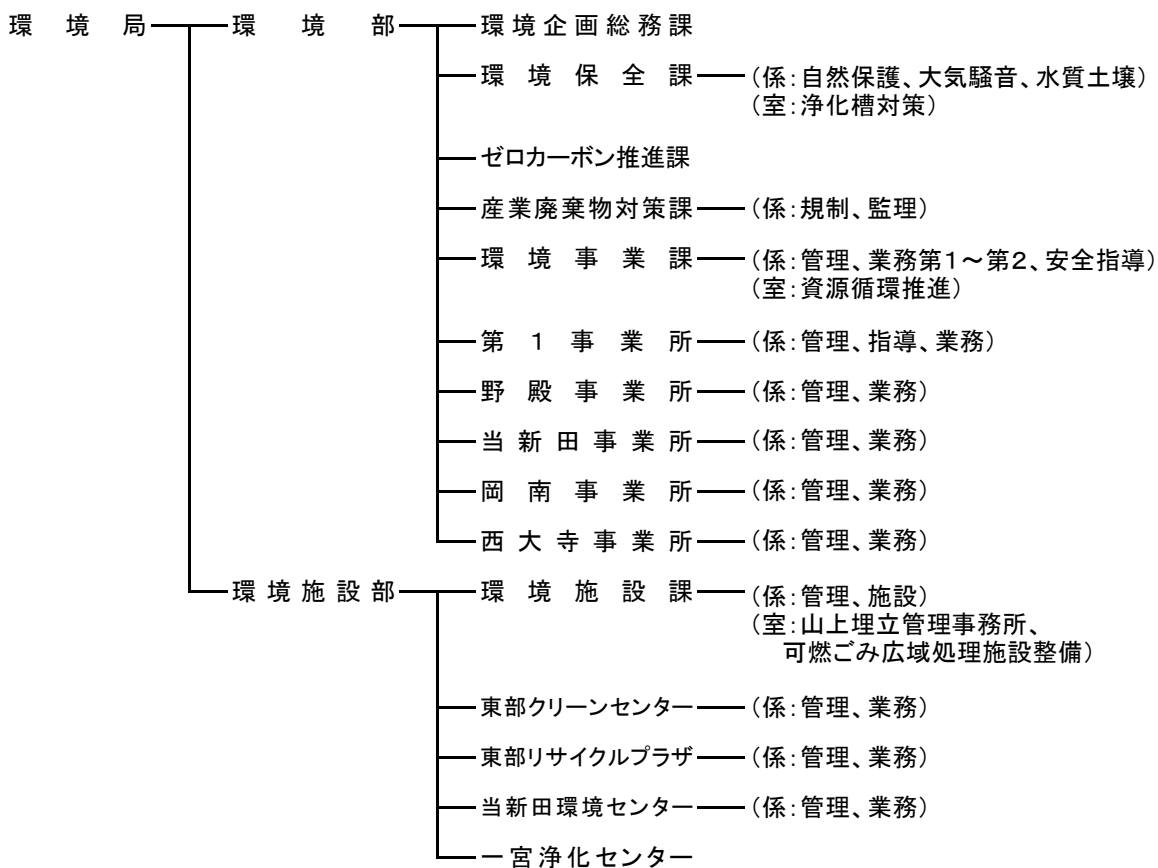 環境局 環境部 環境企画総務課
環境保全課 (係:自然保護、大気騒音、水質土壌)
(室:浄化槽対策)
ゼロカーボン推進課
産業廃棄物対策課 (係:規制、監理)
環境事業課 (係:管理、業務第1～第2、安全指導)
(室:資源循環推進)
第1事業所 (係:管理、指導、業務)
野殿事業所 (係:管理、業務)
当新田事業所 (係:管理、業務)
岡南事業所 (係:管理、業務)
西大寺事業所 (係:管理、業務)
環境施設部 環境施設課 (係:管理、施設)
(室:山上埋立管理事務所、
可燃ごみ広域処理施設整備)
東部クリーンセンター (係:管理、業務)
東部リサイクルプラザ (係:管理、業務)
当新田環境センター (係:管理、業務)
一宮浄化センター